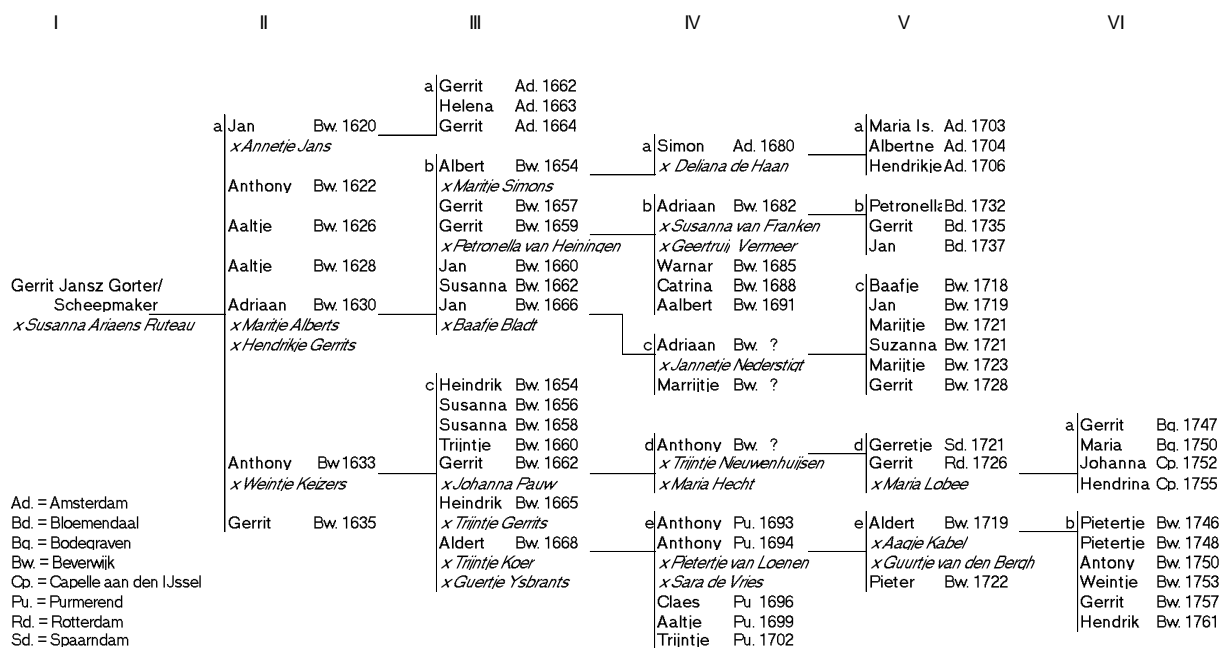 I II III IV V VI
Gerrit Jansz Gorter/
Scheepmaker
x Susanna Ariaens Ruteau
Ad. = Amsterdam
Bd. = Bloemendaal
Bg. = Bodegraven
Bw. = Beverwijk
Cp. = Capelle aan den IJssel
Pu. = Purmerend
Rd. = Rotterdam
Sd. = Spaarndam
a Jan Bw. 1620
x Annetje Jans
Anthony Bw. 1622
Aaltje Bw. 1626
Aaltje Bw. 1628
Adriaan Bw. 1630
x Maritje Alberts
x Hendrikje Gerrits
Anthony Bw 1633
x Weintje Keizers
Gerrit Bw. 1635
a Gerrit Ad. 1662
Helena Ad. 1663
Gerrit Ad. 1664
b Albert Bw. 1654
x Maritje Simons
Gerrit Bw. 1657
Gerrit Bw. 1659
x Petronella van Heiningen
Jan Bw. 1660
Susanna Bw. 1662
Jan Bw. 1666
x Baafje Bladt
c Heindrik Bw. 1654
Susanna Bw. 1656
Susanna Bw. 1658
Trijntje Bw. 1660
Gerrit Bw. 1662
x Johanna Pauw
Heindrik Bw. 1665
x Trijntje Gerrits
Aldert Bw. 1668
x Trijntje Koer
x Guertje Ysbrants
a Simon Ad. 1680
x Deliana de Haan
b Adriaan Bw. 1682
x Susanna van Franken
x Geertruij Vermeer
Warnar Bw. 1685
Catrina Bw. 1688
Aalbert Bw. 1691
c Adriaan Bw. ?
x Jannetje Nederstigt
Marrijtje Bw. ?
d Anthony Bw. ?
x Trijntje Nieuwenhuijsen
x Maria Hecht
e Anthony Pu. 1693
Anthony Pu. 1694
x Pietertje van Loenen
x Sara de Vries
Claes Pu 1696
Aaltje Pu. 1699
Trijntje Pu. 1702
a Maria Is. Ad. 1703
Albertne Ad. 1704
Hendrikje Ad. 1706
b Petronella Bd. 1732
Gerrit Bd. 1735
Jan Bd. 1737
c Baafje Bw. 1718
Jan Bw. 1719
Marijtje Bw. 1721
Suzanna Bw. 1721
Marijtje Bw. 1723
Gerrit Bw. 1728
d Gerretje Sd. 1721
Gerrit Rd. 1726
x Maria Lobee
e Aldert Bw. 1719
x Aagje Kabel
x Guurtje van den Bergh
Pieter Bw. 1722
a Gerrit Bg. 1747
Maria Bg. 1750
Johanna Cp. 1752
Hendrina Cp. 1755
b Pietertje Bw. 1746
Pietertje Bw. 1748
Antony Bw. 1750
Weintje Bw. 1753
Gerrit Bw. 1757
Hendrik Bw. 1761